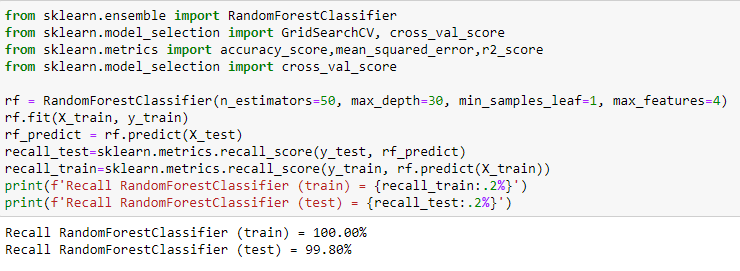 from sklearn.ensemble import RandomForestClassifier
from sklearn.model_selection import GridSearchCV, cross_val_score
from sklearn.metrics import accuracy_score,mean_squared_error,r2_score
from sklearn.model_selection import cross_val_score

rf = RandomForestClassifier(n_estimators=50, max_depth=30, min_samples_leaf=1, max_features=4)
rf.fit(X_train, y_train)
rf_predict = rf.predict(X_test)
recall_test=sklearn.metrics.recall_score(y_test, rf_predict)
recall_train=sklearn.metrics.recall_score(y_train, rf.predict(X_train))
print(f'Recall RandomForestClassifier (train) = {recall_train:.2%}')
print(f'Recall RandomForestClassifier (test) = {recall_test:.2%}')
Recall RandomForestClassifier (train) = 100.00%
Recall RandomForestClassifier (test) = 99.80%